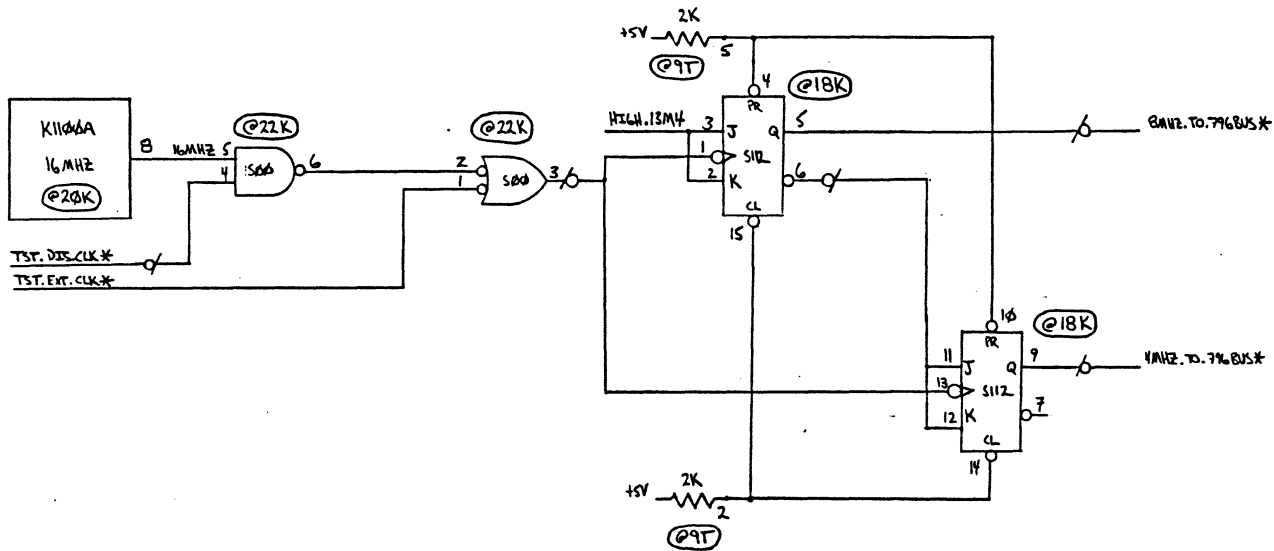 2K
+5V
5
@9T
4
@18K
PR
K1100A
16MHZ
@20K
8
16MHZ
5
4
@22K
S00
6
@22K
2
1
S00
3
HIGH.13M4
3
J
Q
5
8MHZ.TO.796BUS*
1
S112
2
K
6
CL
15
TST.DIS.CLK*
TST.EXT.CLK*
10
@18K
PR
11
J
Q
9
4MHZ.TO.796BUS*
13
S112
12
K
7
CL
14
2K
+5V
2
@9T